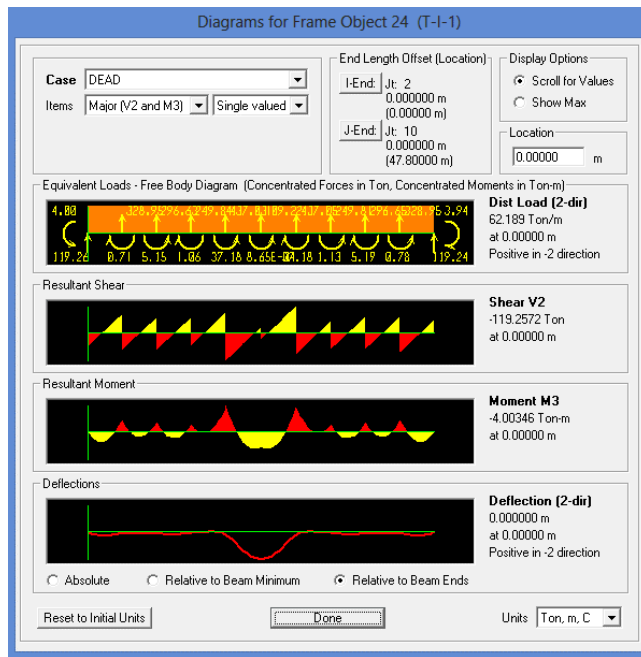 Diagrams for Frame Object 24 (T-I-1)
Case DEAD
Items Major (V2 and M3) Single valued
End Length Offset (Location)
I-End: Jt: 2
0.000000 m
(0.00000 m)
J-End: Jt: 10
0.000000 m
(47.80000 m)
Display Options
Scroll for Values
Show Max
Location
0.00000 m
Equivalent Loads - Free Body Diagram (Concentrated Forces in Ton, Concentrated Moments in Ton-m)
4.00 3.94
119.26 0.71 5.15 1.06 37.18 1.13 5.19 0.78 119.24
Dist Load (2-dir)
62.189 Ton/m
at 0.00000 m
Positive in -2 direction
Resultant Shear
Shear V2
-119.2572 Ton
at 0.00000 m
Resultant Moment
Moment M3
-4.00346 Ton-m
at 0.00000 m
Deflections
Deflection (2-dir)
0.000000 m
at 0.00000 m
Positive in -2 direction
Absolute Relative to Beam Minimum Relative to Beam Ends
Reset to Initial Units Done Units Ton, m, C